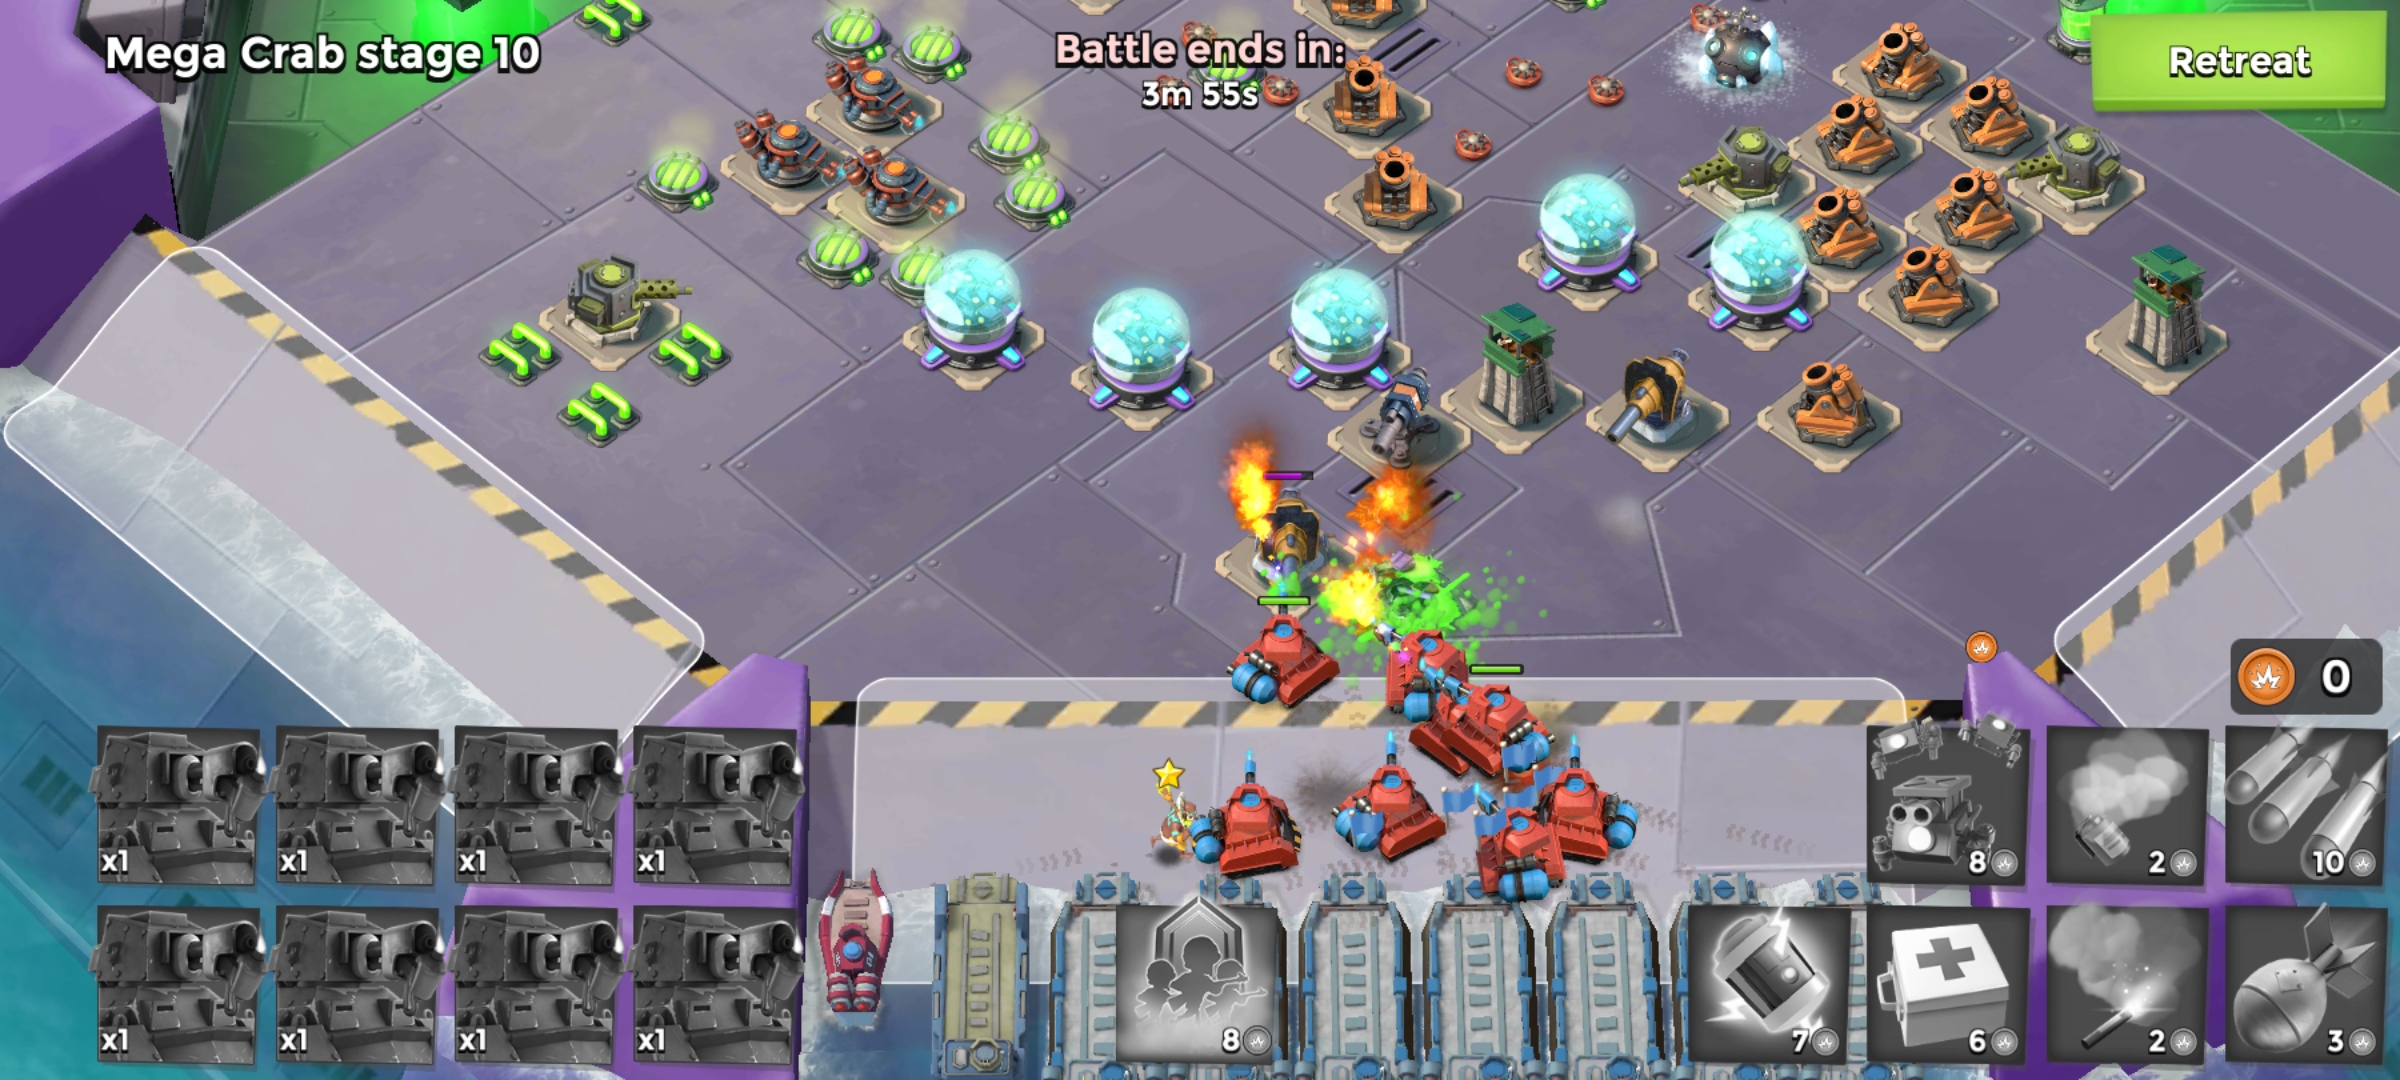 Mega Crab stage 10
Battle ends in:
3m 55s
Retreat
0
x1
x1
x1
x1
8
2
10
x1
x1
x1
x1
8
7
6
2
3